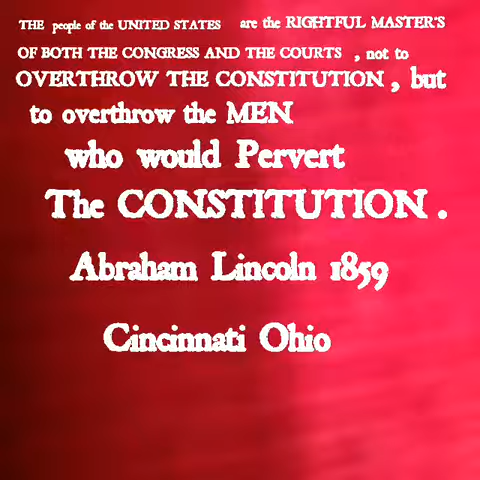 THE people of the UNITED STATES are the RIGHTFUL MASTER'S
OF BOTH THE CONGRESS AND THE COURTS , not to
OVERTHROW THE CONSTITUTION , but
to overthrow the MEN
who would Pervert
The CONSTITUTION .
Abraham Lincoln 1859
Cincinnati Ohio